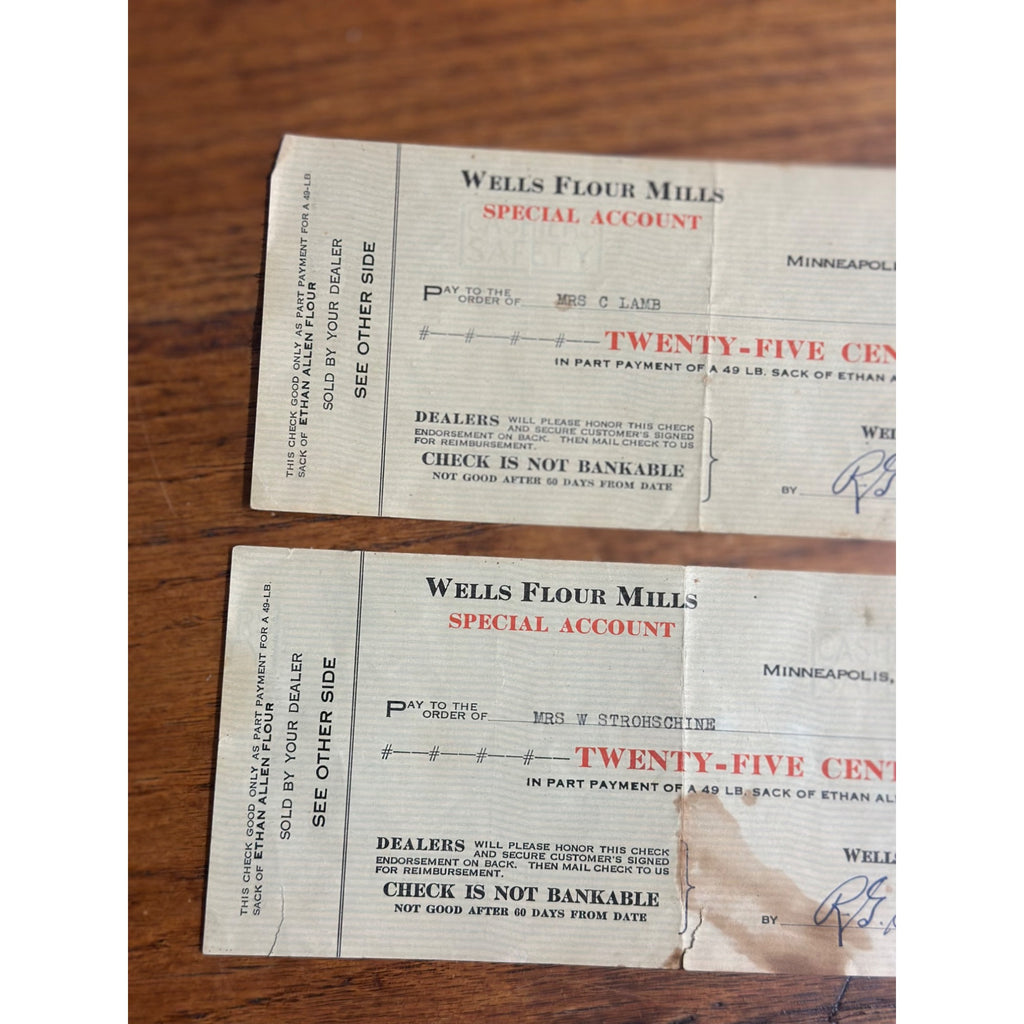 THIS CHECK GOOD ONLY AS PART PAYMENT FOR A 49-LB
SACK OF ETHAN ALLEN FLOUR
SOLD BY YOUR DEALER
SEE OTHER SIDE
WELLS FLOUR MILLS
SPECIAL ACCOUNT
MINNEAPOLI
PAY TO THE
ORDER OF MRS C LAMB
#——#——#——#—— TWENTY-FIVE CEN
IN PART PAYMENT OF A 49 LB. SACK OF ETHAN A
DEALERS WILL PLEASE HONOR THIS CHECK
AND SECURE CUSTOMER'S SIGNED
ENDORSEMENT ON BACK. THEN MAIL CHECK TO US
FOR REIMBURSEMENT.
CHECK IS NOT BANKABLE
NOT GOOD AFTER 60 DAYS FROM DATE
WEL
BY R.G
THIS CHECK GOOD ONLY AS PART PAYMENT FOR A 49-LB.
SACK OF ETHAN ALLEN FLOUR
SOLD BY YOUR DEALER
SEE OTHER SIDE
WELLS FLOUR MILLS
SPECIAL ACCOUNT
MINNEAPOLIS,
PAY TO THE
ORDER OF MRS W STROHSCHINE
#——#——#——#—— TWENTY-FIVE CENT
IN PART PAYMENT OF A 49 LB. SACK OF ETHAN AL
DEALERS WILL PLEASE HONOR THIS CHECK
AND SECURE CUSTOMER'S SIGNED
ENDORSEMENT ON BACK. THEN MAIL CHECK TO US
FOR REIMBURSEMENT.
CHECK IS NOT BANKABLE
NOT GOOD AFTER 60 DAYS FROM DATE
WELLS
BY R.G.